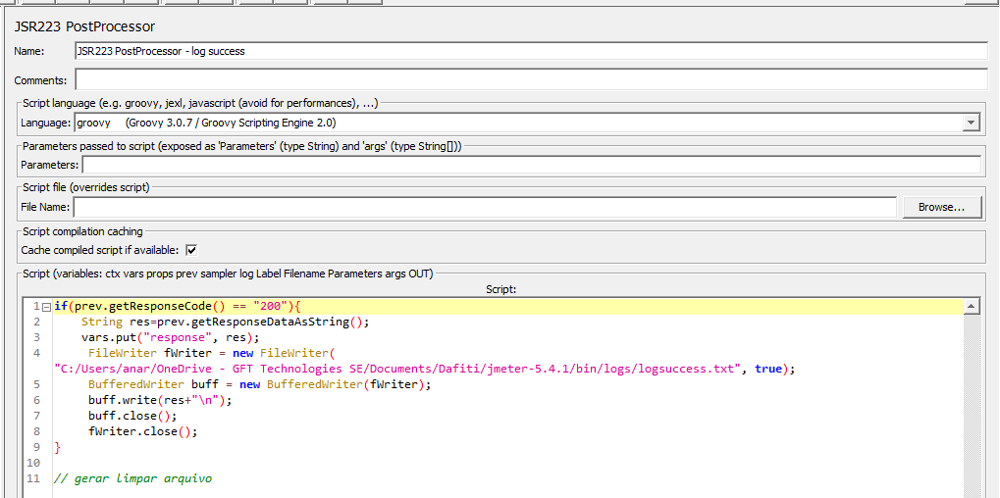 JSR223 PostProcessor
Name: JSR223 PostProcessor - log success
Comments:
Script language (e.g. groovy, jexl, javascript (avoid for performances), ...)
Language: groovy (Groovy 3.0.7 / Groovy Scripting Engine 2.0)
Parameters passed to script (exposed as 'Parameters' (type String) and 'args' (type String[]))
Parameters:
Script file (overrides script)
File Name: Browse...
Script compilation caching
Cache compiled script if available:
Script (variables: ctx vars props prev sampler log Label Filename Parameters args OUT)
Script:
1 if(prev.getResponseCode() == "200"){
2 String res=prev.getResponseDataAsString();
3 vars.put("response", res);
4 FileWriter fWriter = new FileWriter(
"C:/Users/anar/OneDrive - GFT Technologies SE/Documents/Dafiti/jmeter-5.4.1/bin/logs/logsuccess.txt", true);
5 BufferedWriter buff = new BufferedWriter(fWriter);
6 buff.write(res+"\n");
7 buff.close();
8 fWriter.close();
9 }
10
11 // gerar limpar arquivo